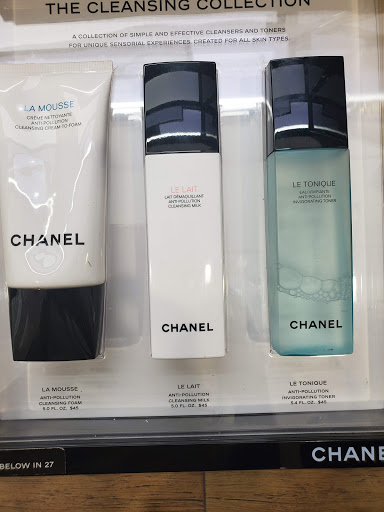 THE CLEANSING COLLECTION
A COLLECTION OF SIMPLE AND EFFECTIVE CLEANSERS AND TONERS
FOR UNIQUE SENSORIAL EXPERIENCES. CREATED FOR ALL SKIN TYPES.
LA MOUSSE
CRÈME NETTOYANTE
ANTI-POLLUTION
CLEANSING CREAM-TO-FOAM
CHANEL
LE LAIT
LAIT DÉMAQUILLANT
ANTI-POLLUTION
CLEANSING MILK
CHANEL
LE TONIQUE
EAU VIVIFIANTE
ANTI-POLLUTION
INVIGORATING TONER
CHANEL
LA MOUSSE
ANTI-POLLUTION
CLEANSING FOAM
5.0 FL. OZ. $45
LE LAIT
ANTI-POLLUTION
CLEANSING MILK
5.0 FL. OZ. $45
LE TONIQUE
ANTI-POLLUTION
INVIGORATING TONER
5.4 FL. OZ. $45
BELOW IN 27
CHANE